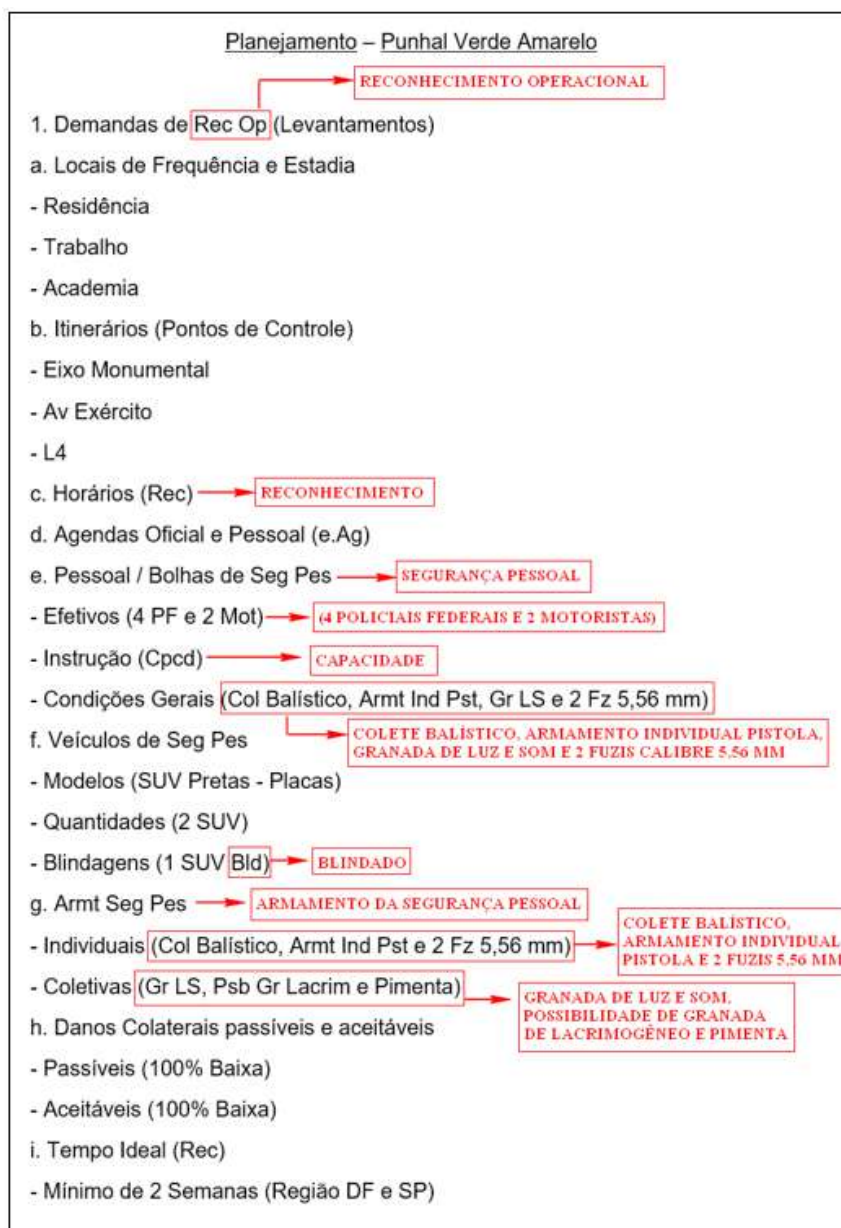 Planejamento – Punhal Verde Amarelo
RECONHECIMENTO OPERACIONAL
1. Demandas de Rec Op (Levantamentos)
a. Locais de Frequência e Estadia
- Residência
- Trabalho
- Academia
b. Itinerários (Pontos de Controle)
- Eixo Monumental
- Av Exército
- L4
c. Horários (Rec) RECONHECIMENTO
d. Agendas Oficial e Pessoal (e.Ag)
e. Pessoal / Bolhas de Seg Pes SEGURANÇA PESSOAL
- Efetivos (4 PF e 2 Mot) (4 POLICIAIS FEDERAIS E 2 MOTORISTAS)
- Instrução (Cpcd) CAPACIDADE
- Condições Gerais (Col Balístico, Armt Ind Pst, Gr LS e 2 Fz 5,56 mm)
COLETE BALÍSTICO, ARMAMENTO INDIVIDUAL PISTOLA,
GRANADA DE LUZ E SOM E 2 FUZIS CALIBRE 5,56 MM
f. Veículos de Seg Pes
- Modelos (SUV Pretas - Placas)
- Quantidades (2 SUV)
- Blindagens (1 SUV Bld) BLINDADO
g. Armt Seg Pes ARMAMENTO DA SEGURANÇA PESSOAL
- Individuais (Col Balístico, Armt Ind Pst e 2 Fz 5,56 mm)
COLETE BALÍSTICO,
ARMAMENTO INDIVIDUAL
PISTOLA E 2 FUZIS 5,56 MM
- Coletivas (Gr LS, Psb Gr Lacrim e Pimenta)
GRANADA DE LUZ E SOM,
POSSIBILIDADE DE GRANADA
DE LACRIMOGÊNEO E PIMENTA
h. Danos Colaterais passíveis e aceitáveis
- Passíveis (100% Baixa)
- Aceitáveis (100% Baixa)
i. Tempo Ideal (Rec)
- Mínimo de 2 Semanas (Região DF e SP)